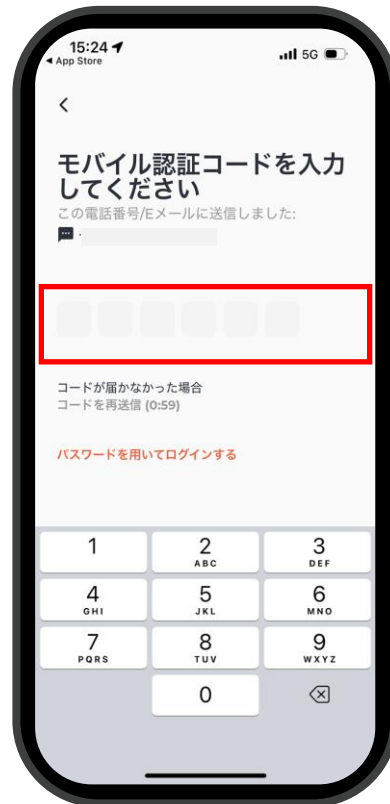 15:24
◀ App Store
5G
モバイル認証コードを入力
してください
この電話番号/Eメールに送信しました:
コードが届かなかった場合
コードを再送信 (0:59)
パスワードを用いてログインする
1
2
ABC
3
DEF
4
GHI
5
JKL
6
MNO
7
PQRS
8
TUV
9
WXYZ
0